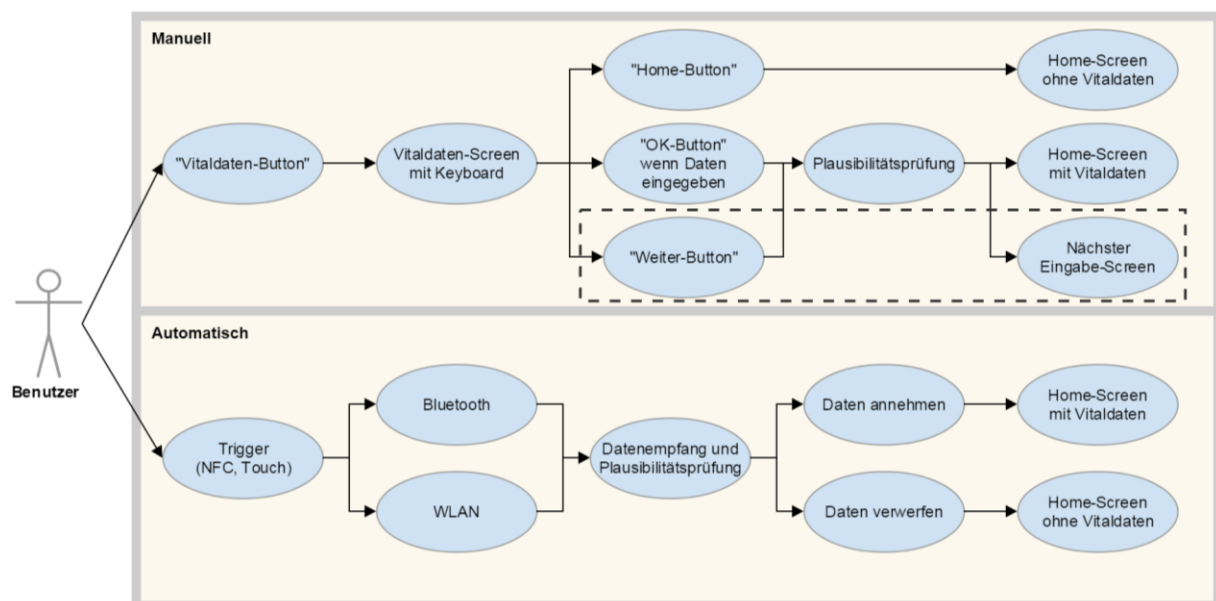 Manuell
"Home-Button"
Home-Screen
ohne Vitaldaten
"Vitaldaten-Button"
Vitaldaten-Screen
mit Keyboard
"OK-Button"
wenn Daten
eingegeben
Plausibilitätsprüfung
Home-Screen
mit Vitaldaten
"Weiter-Button"
Nächster
Eingabe-Screen
Benutzer
Automatisch
Trigger
(NFC, Touch)
Bluetooth
WLAN
Datenempfang und
Plausibilitätsprüfung
Daten annehmen
Home-Screen
mit Vitaldaten
Daten verwerfen
Home-Screen
ohne Vitaldaten